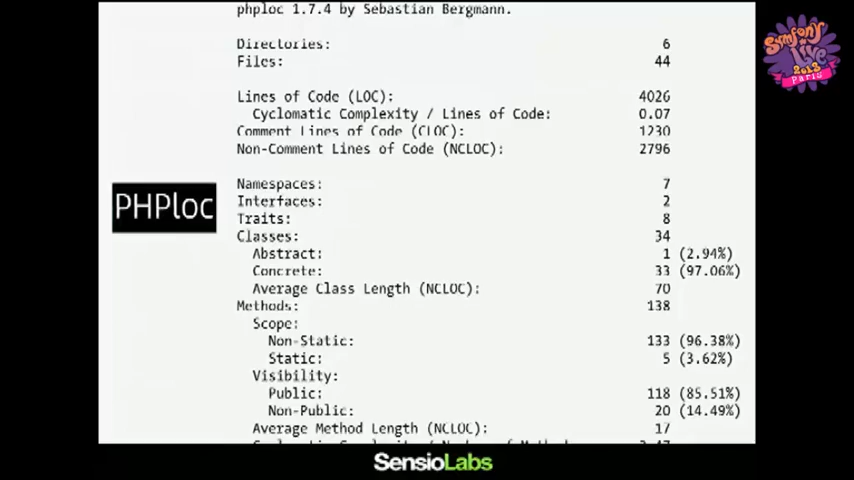 phploc 1.7.4 by Sebastian Bergmann.
Directories: 6
Files: 44
Lines of Code (LOC): 4026
Cyclomatic Complexity / Lines of Code: 0.07
Comment Lines of Code (CLOC): 1230
Non-Comment Lines of Code (NCLOC): 2796
Namespaces: 7
Interfaces: 2
Traits: 8
Classes: 34
Abstract: 1 (2.94%)
Concrete: 33 (97.06%)
Average Class Length (NCLOC): 70
Methods: 138
Scope:
Non-Static: 133 (96.38%)
Static: 5 (3.62%)
Visibility:
Public: 118 (85.51%)
Non-Public: 20 (14.49%)
Average Method Length (NCLOC): 17
PHPloc
Symfony
Live
2013
Paris
SensioLabs